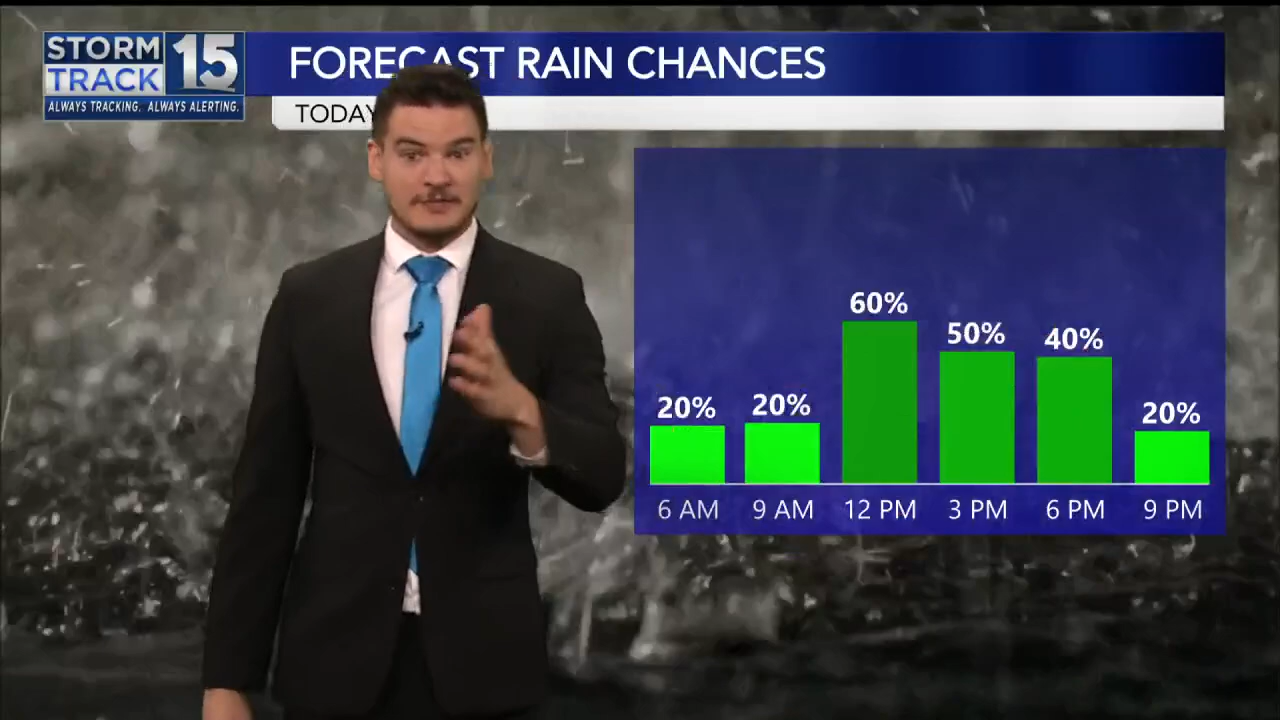 STORM 15
TRACK
ALWAYS TRACKING. ALWAYS ALERTING.
FORECAST RAIN CHANCES
TODAY
60%
50%
40%
20%
20%
20%
6 AM 9 AM 12 PM 3 PM 6 PM 9 PM